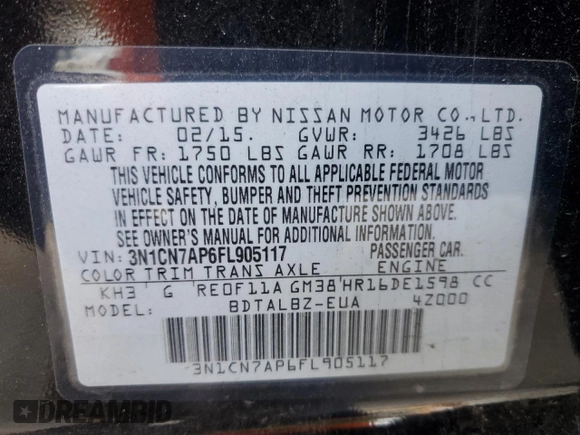 MANUFACTURED BY NISSAN MOTOR CO., LTD.
DATE: 02/15. GVWR: 3426 LBS
GAWR FR: 1750 LBS GAWR RR: 1708 LBS
THIS VEHICLE CONFORMS TO ALL APPLICABLE FEDERAL MOTOR
VEHICLE SAFETY, BUMPER AND THEFT PREVENTION STANDARDS
IN EFFECT ON THE DATE OF MANUFACTURE SHOWN ABOVE.
SEE OWNER'S MANUAL FOR ADDITIONAL INFORMATION.
VIN: 3N1CN7AP6FL905117 PASSENGER CAR.
COLOR TRIM TRANS AXLE ENGINE
KH3 G RE0F11A GM38 HR16DE1598 CC
MODEL: BDTALBZ-EUA 4Z000
3N1CN7AP6FL905117
DREAMBID